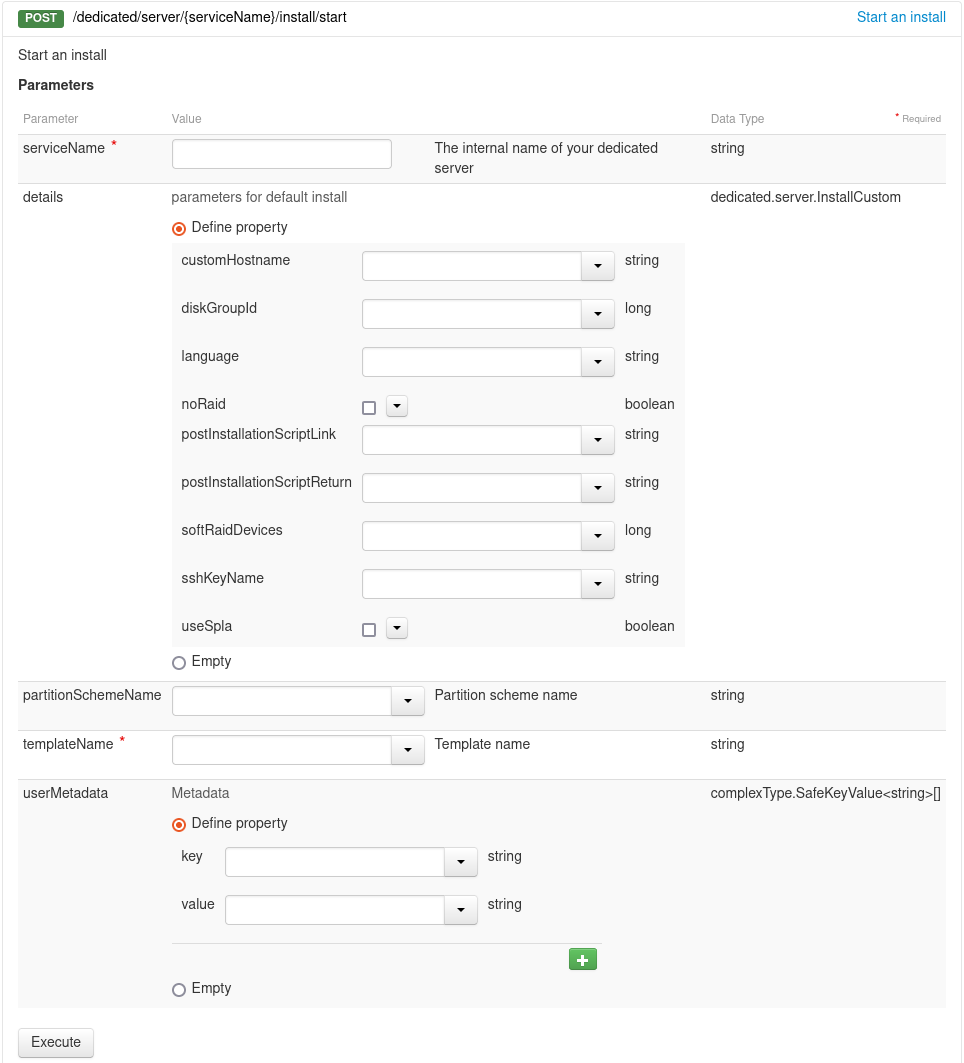 POST /dedicated/server/{serviceName}/install/start Start an install
Start an install
Parameters
Parameter Value Data Type * Required
serviceName * The internal name of your dedicated server string
details parameters for default install dedicated.server.InstallCustom
Define property
customHostname string
diskGroupId long
language string
noRaid boolean
postInstallationScriptLink string
postInstallationScriptReturn string
softRaidDevices long
sshKeyName string
useSpla boolean
Empty
partitionSchemeName Partition scheme name string
templateName * Template name string
userMetadata Metadata complexType.SafeKeyValue<string>[]
Define property
key string
value string
Empty
Execute